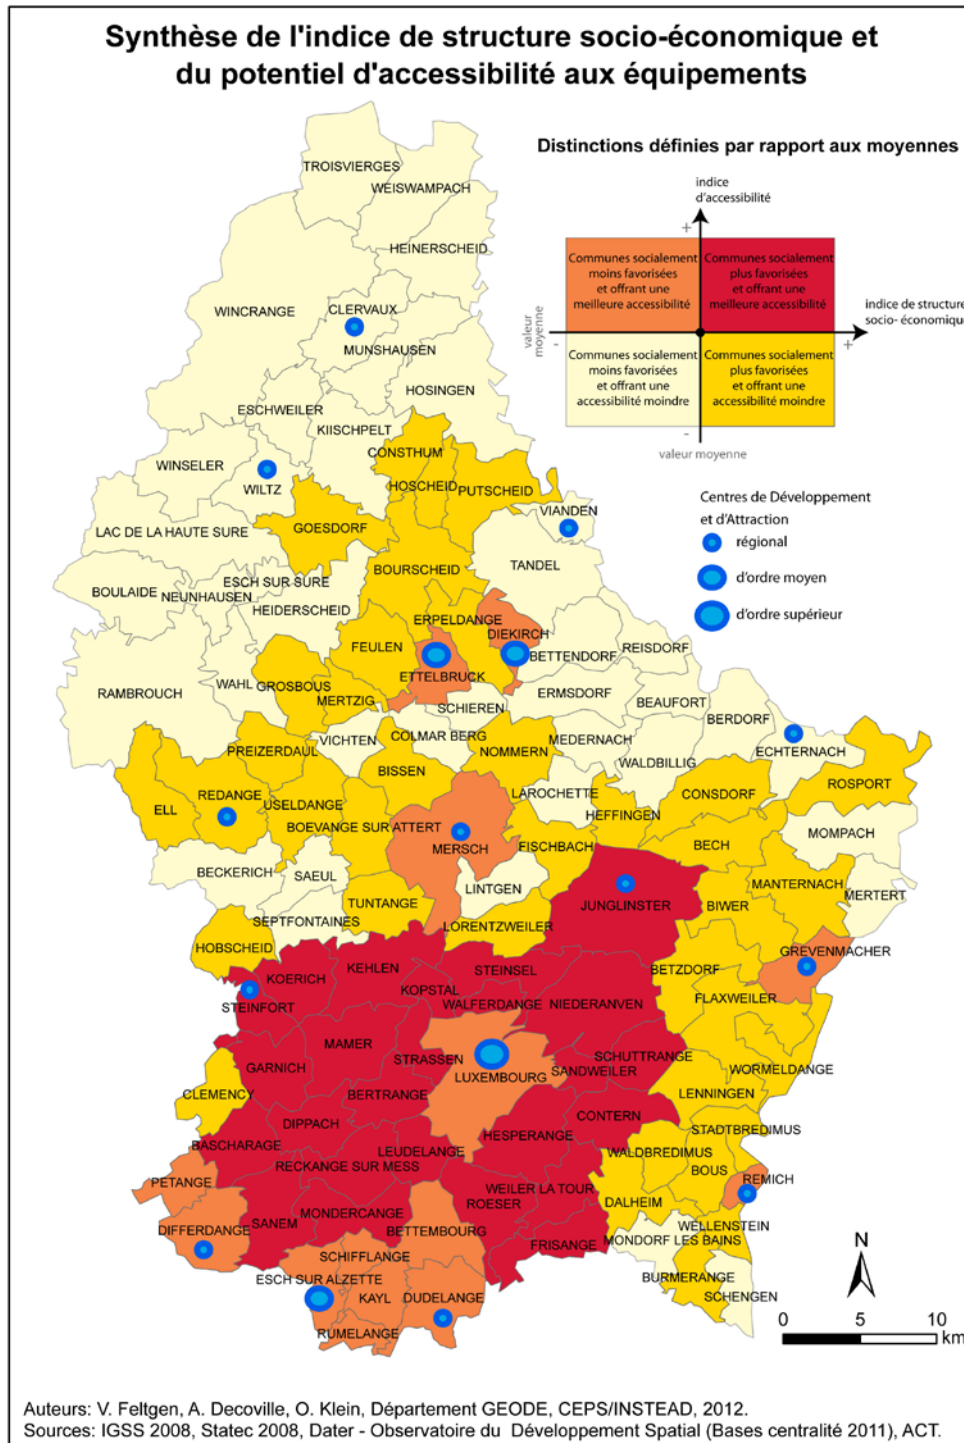 Synthèse de l'indice de structure socio-économique et
du potentiel d'accessibilité aux équipements
Distinctions définies par rapport aux moyennes
indice
d'accessibilité
+
Communes socialement
moins favorisées
et offrant une
meilleure accessibilité
Communes socialement
plus favorisées
et offrant une
meilleure accessibilité
indice de structure
socio- économique
valeur
moyenne
-
+
Communes socialement
moins favorisées
et offrant une
accessibilité moindre
Communes socialement
plus favorisées
et offrant une
accessibilité moindre
-
valeur moyenne
Centres de Développement
et d'Attraction
régional
d'ordre moyen
d'ordre supérieur
TROISVIERGES
WEISWAMPACH
HEINERSCHEID
WINCRANGE
CLERVAUX
MUNSHAUSEN
HOSINGEN
ESCHWEILER
KIISCHPELT
CONSTHUM
WINSELER
WILTZ
HOSCHEID
PUTSCHEID
VIANDEN
GOESDORF
LAC DE LA HAUTE SURE
TANDEL
BOURSCHEID
ESCH SUR SURE
BOULAIDE
NEUNHAUSEN
HEIDERSCHEID
ERPELDANGE
DIEKIRCH
FEULEN
REISDORF
BETTENDORF
ETTELBRUCK
RAMBROUCH
WAHL
GROSBOUS
MERTZIG
ERMSDORF
BEAUFORT
SCHIEREN
BERDORF
COLMAR BERG
VICHTEN
MEDERNACH
PREIZERDAUL
NOMMERN
ECHTERNACH
WALDBILLIG
BISSEN
ROSPORT
LAROCHETTE
CONSDORF
REDANGE
ELL
USELDANGE
HEFFINGEN
BOEVANGE SUR ATTERT
MOMPACH
MERSCH
FISCHBACH
BECH
BECKERICH
SAEUL
LINTGEN
MANTERNACH
MERTERT
TUNTANGE
JUNGLINSTER
BIWER
SEPTFONTAINES
LORENTZWEILER
HOBSCHEID
GREVENMACHER
KEHLEN
STEINSEL
BETZDORF
KOERICH
KOPSTAL
FLAXWEILER
STEINFORT
WALFERDANGE
NIEDERANVEN
MAMER
STRASSEN
SCHUTTRANGE
GARNICH
SANDWEILER
WORMELDANGE
LUXEMBOURG
CLEMENCY
BERTRANGE
LENNINGEN
DIPPACH
CONTERN
HESPERANGE
STADTBREDIMUS
BASCHARAGE
LEUDELANGE
WALDBREDIMUS
RECKANGE SUR MESS
BOUS
REMICH
PETANGE
WEILER LA TOUR
ROESER
DALHEIM
MONDERCANGE
SANEM
WELLENSTEIN
DIFFERDANGE
BETTEMBOURG
FRISANGE
MONDORF LES BAINS
SCHIFFLANGE
BURMERANGE
ESCH SUR ALZETTE
SCHENGEN
KAYL
DUDELANGE
RUMELANGE
N
0 5 10
km
Auteurs: V. Feltgen, A. Decoville, O. Klein, Département GEODE, CEPS/INSTEAD, 2012.
Sources: IGSS 2008, Statec 2008, Dater - Observatoire du Développement Spatial (Bases centralité 2011), ACT.